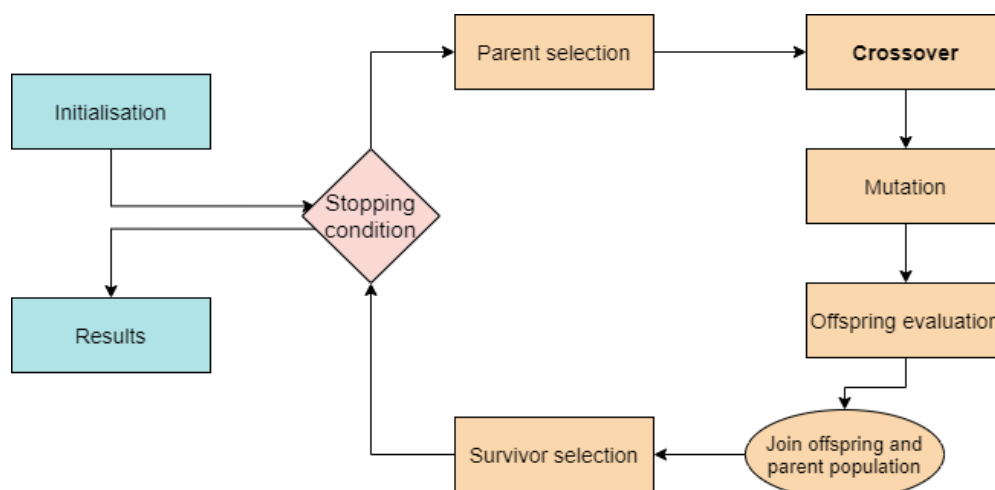 Parent selection
Crossover
Initialisation
Mutation
Stopping
condition
Offspring evaluation
Results
Join offspring and
parent population
Survivor selection